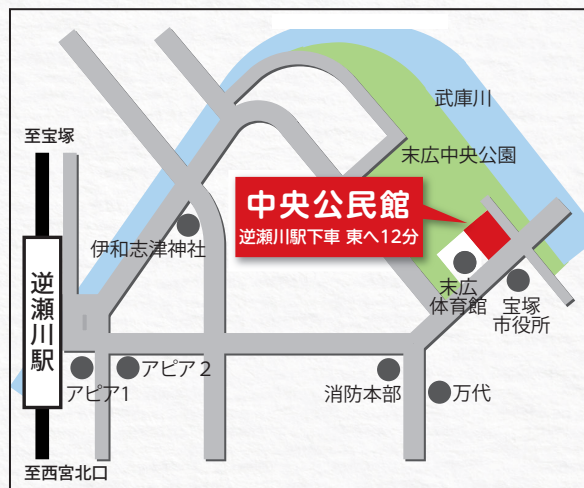 武庫川
至宝塚
末広中央公園
中央公民館
逆瀬川駅下車 東へ12分
伊和志津神社
末広
体育館
宝塚
市役所
逆瀬川駅
アピア2
アピア1
消防本部
万代
至西宮北口